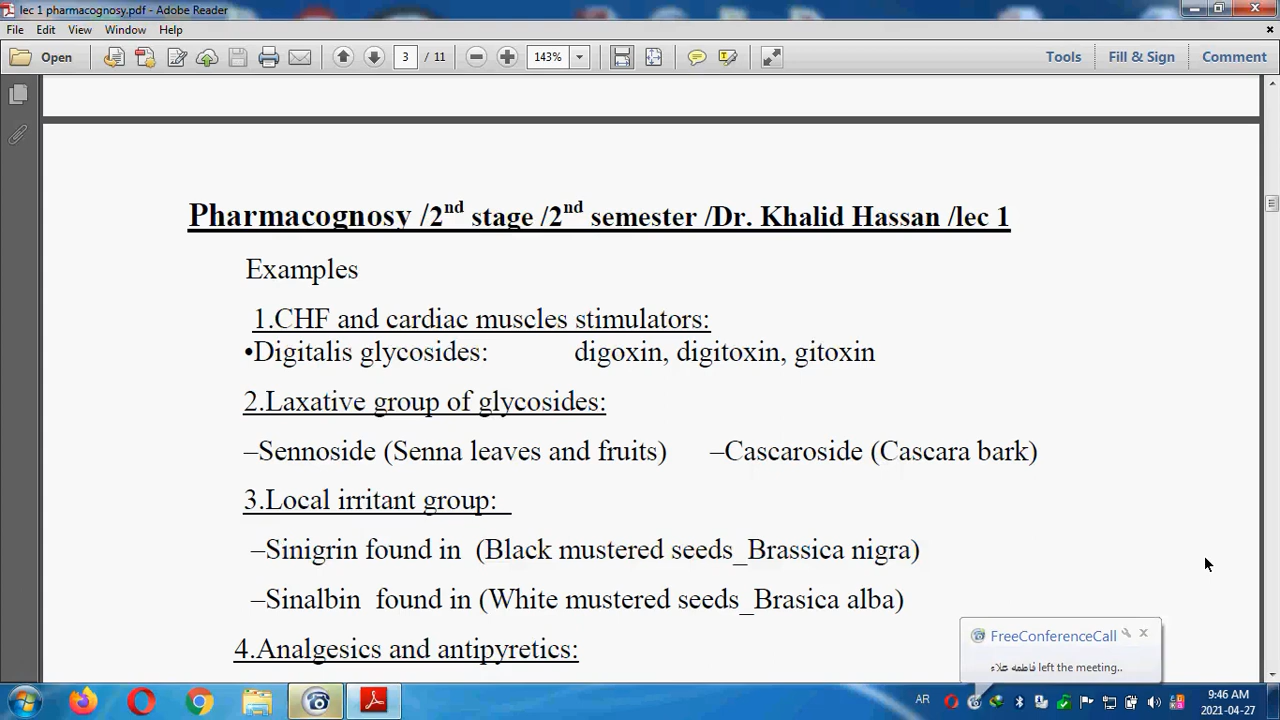 lec 1 pharmacognosy.pdf - Adobe Reader
File Edit View Window Help
Open 3 / 11 143% Tools Fill & Sign Comment
Pharmacognosy /2nd stage /2nd semester /Dr. Khalid Hassan /lec 1
Examples
1.CHF and cardiac muscles stimulators:
•Digitalis glycosides: digoxin, digitoxin, gitoxin
2.Laxative group of glycosides:
–Sennoside (Senna leaves and fruits) –Cascaroside (Cascara bark)
3.Local irritant group:
–Sinigrin found in (Black mustered seeds_Brassica nigra)
–Sinalbin found in (White mustered seeds_Brasica alba)
4.Analgesics and antipyretics:
FreeConferenceCall
فاطمه علاء left the meeting..
AR 9:46 AM
2021-04-27